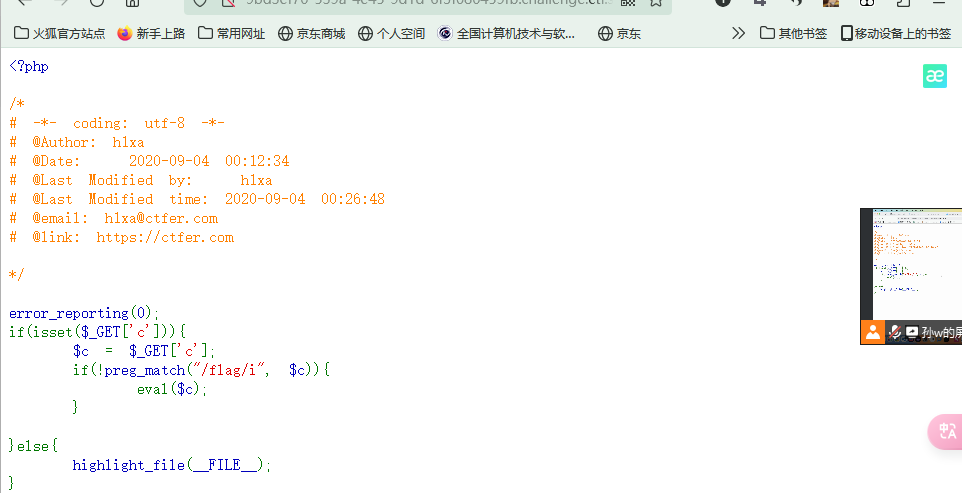 火狐官方站点 新手上路 常用网址 京东商城 个人空间 全国计算机技术与软... 京东 其他书签 移动设备上的书签
<?php
/*
# -*- coding: utf-8 -*-
# @Author: h1xa
# @Date: 2020-09-04 00:12:34
# @Last Modified by: h1xa
# @Last Modified time: 2020-09-04 00:26:48
# @email: h1xa@ctfer.com
# @link: https://ctfer.com
*/
error_reporting(0);
if(isset($_GET['c'])){
$c = $_GET['c'];
if(!preg_match("/flag/i", $c)){
eval($c);
}
}else{
highlight_file(__FILE__);
}
æ
孙w的屏